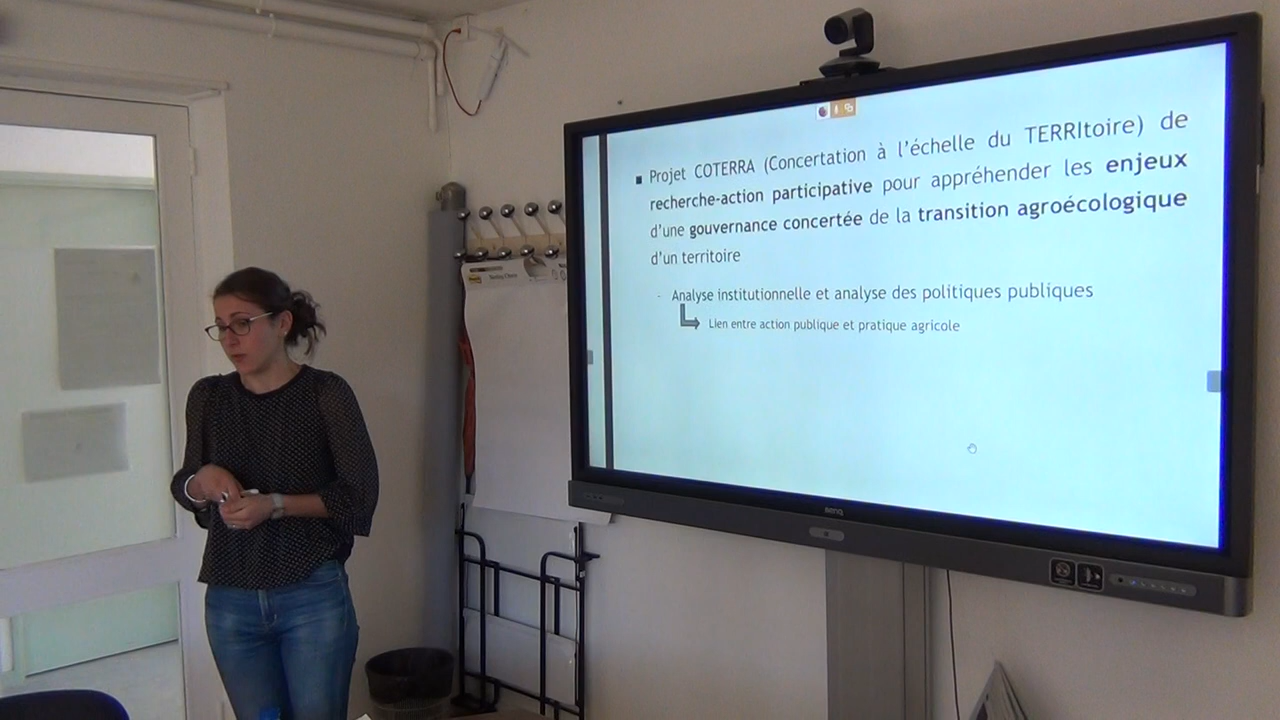 Projet COTERRA (Concertation à l'échelle du TERRItoire) de
recherche-action participative pour appréhender les enjeux
d'une gouvernance concertée de la transition agroécologique
d'un territoire
- Analyse institutionnelle et analyse des politiques publiques
Lien entre action publique et pratique agricole
BenQ